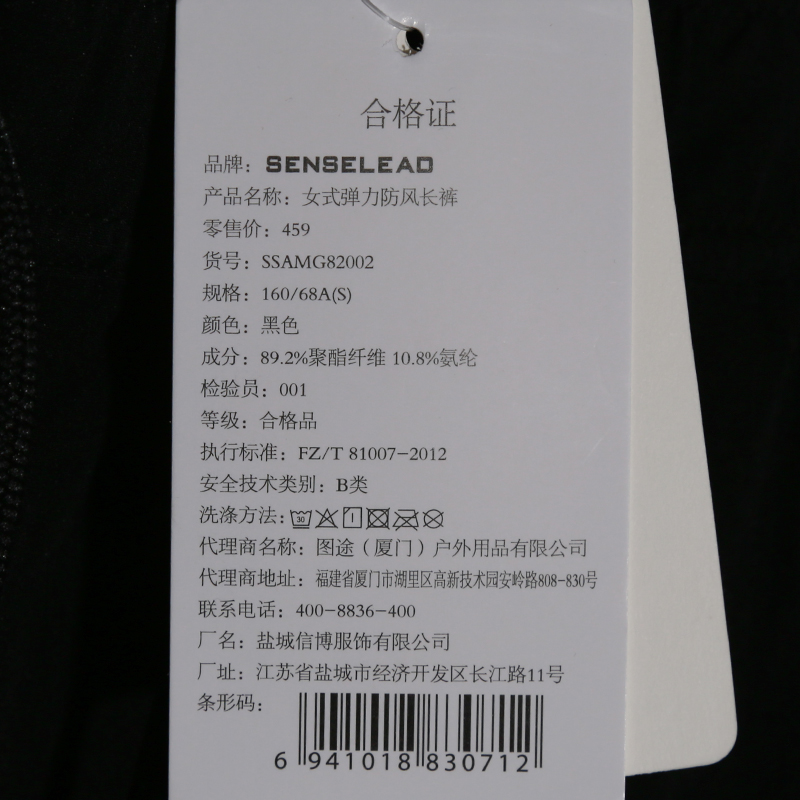 合格证
品牌: SENSELEAD
产品名称: 女式弹力防风长裤
零售价: 459
货号: SSAMG82002
规格: 160/68A(S)
颜色: 黑色
成分: 89.2%聚酯纤维 10.8%氨纶
检验员: 001
等级: 合格品
执行标准: FZ/T 81007-2012
安全技术类别: B类
洗涤方法: 30
代理商名称: 图途（厦门）户外用品有限公司
代理商地址: 福建省厦门市湖里区高新技术园安岭路808-830号
联系电话: 400-8836-400
厂名: 盐城信博服饰有限公司
厂址: 江苏省盐城市经济开发区长江路11号
条形码:
6 941018 830712